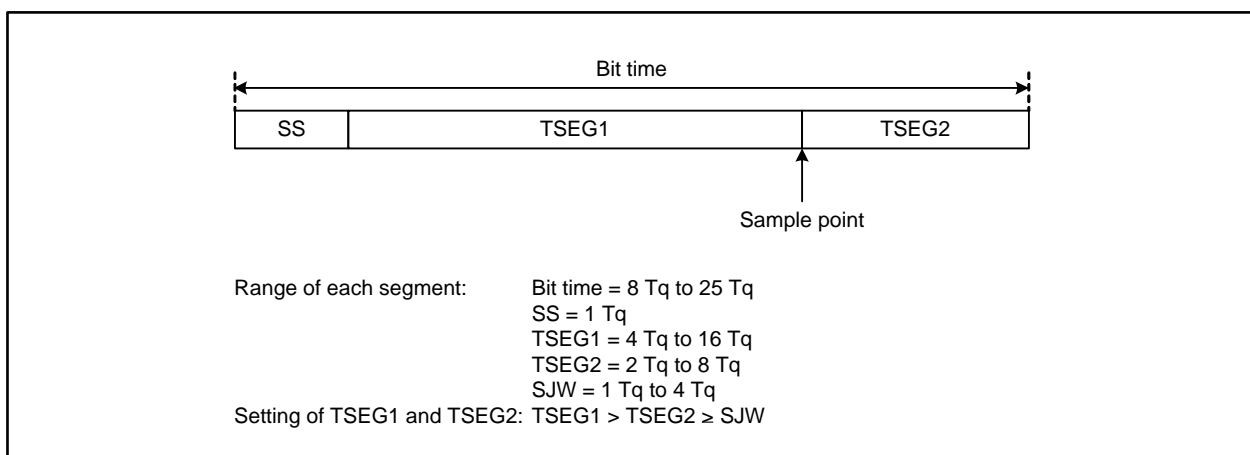 Bit time
SS TSEG1 TSEG2
Sample point
Range of each segment: Bit time = 8 Tq to 25 Tq
SS = 1 Tq
TSEG1 = 4 Tq to 16 Tq
TSEG2 = 2 Tq to 8 Tq
SJW = 1 Tq to 4 Tq
Setting of TSEG1 and TSEG2: TSEG1 > TSEG2 ≥ SJW